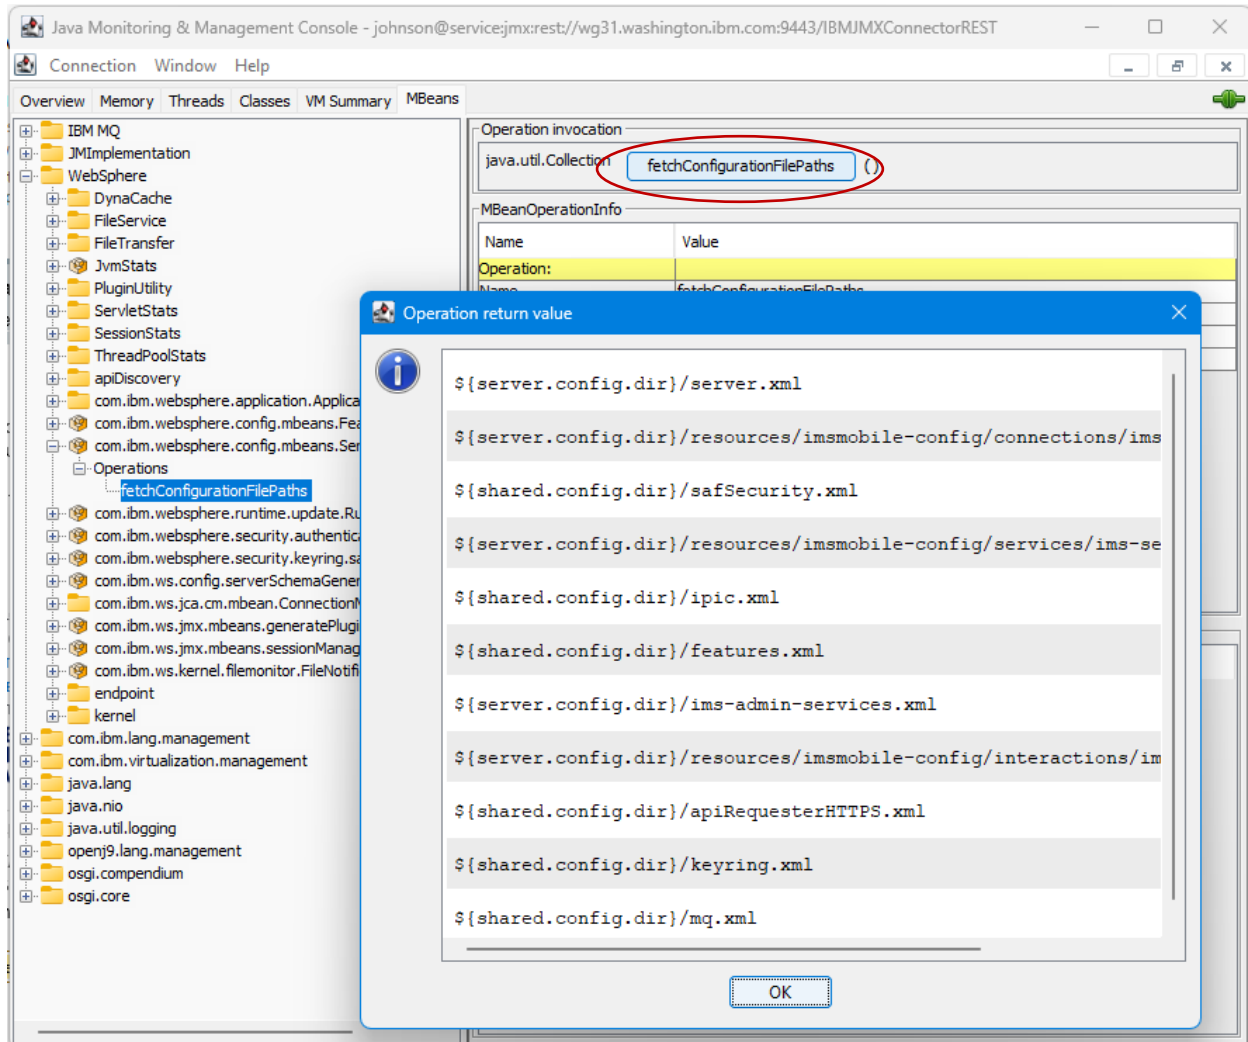 Java Monitoring & Management Console - johnson@service:jmx:rest://wg31.washington.ibm.com:9443/IBMJMXConnectorREST
Connection Window Help
Overview Memory Threads Classes VM Summary MBeans
IBM MQ
JMImplementation
WebSphere
DynaCache
FileService
FileTransfer
JvmStats
PluginUtility
ServletStats
SessionStats
ThreadPoolStats
apiDiscovery
com.ibm.websphere.application.Applica
com.ibm.websphere.config.mbeans.Fea
com.ibm.websphere.config.mbeans.Ser
Operations
fetchConfigurationFilePaths
com.ibm.websphere.runtime.update.Ru
com.ibm.websphere.security.authentic
com.ibm.websphere.security.keyring.sa
com.ibm.ws.config.serverSchemaGener
com.ibm.ws.jca.cm.mbean.ConnectionM
com.ibm.ws.jmx.mbeans.generatePlugi
com.ibm.ws.jmx.mbeans.sessionManag
com.ibm.ws.kernel.filemonitor.FileNotifi
endpoint
kernel
com.ibm.lang.management
com.ibm.virtualization.management
java.lang
java.nio
java.util.logging
openj9.lang.management
osgi.compendium
osgi.core
Operation invocation
java.util.Collection fetchConfigurationFilePaths ()
MBeanOperationInfo
Name Value
Operation:
Name fetchConfigurationFilePaths
Operation return value
${server.config.dir}/server.xml
${server.config.dir}/resources/imsmobile-config/connections/ims
${shared.config.dir}/safSecurity.xml
${server.config.dir}/resources/imsmobile-config/services/ims-se
${shared.config.dir}/ipic.xml
${shared.config.dir}/features.xml
${server.config.dir}/ims-admin-services.xml
${server.config.dir}/resources/imsmobile-config/interactions/im
${shared.config.dir}/apiRequesterHTTPS.xml
${shared.config.dir}/keyring.xml
${shared.config.dir}/mq.xml
OK